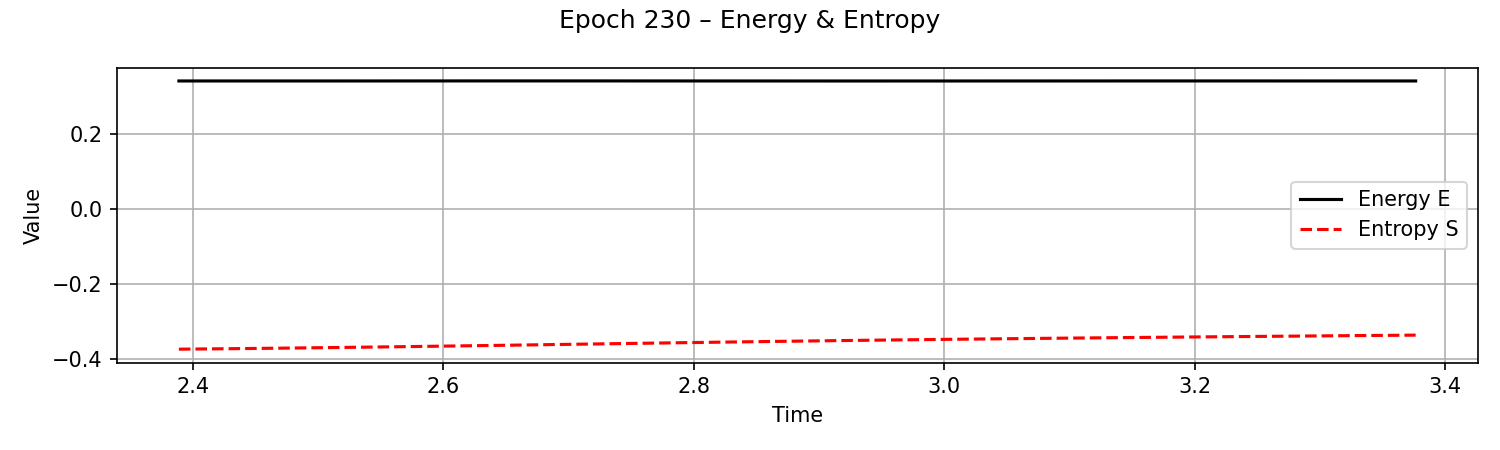 Epoch 230 – Energy & Entropy
Value
0.2
0.0
−0.2
−0.4
Energy E
Entropy S
2.4 2.6 2.8 3.0 3.2 3.4
Time